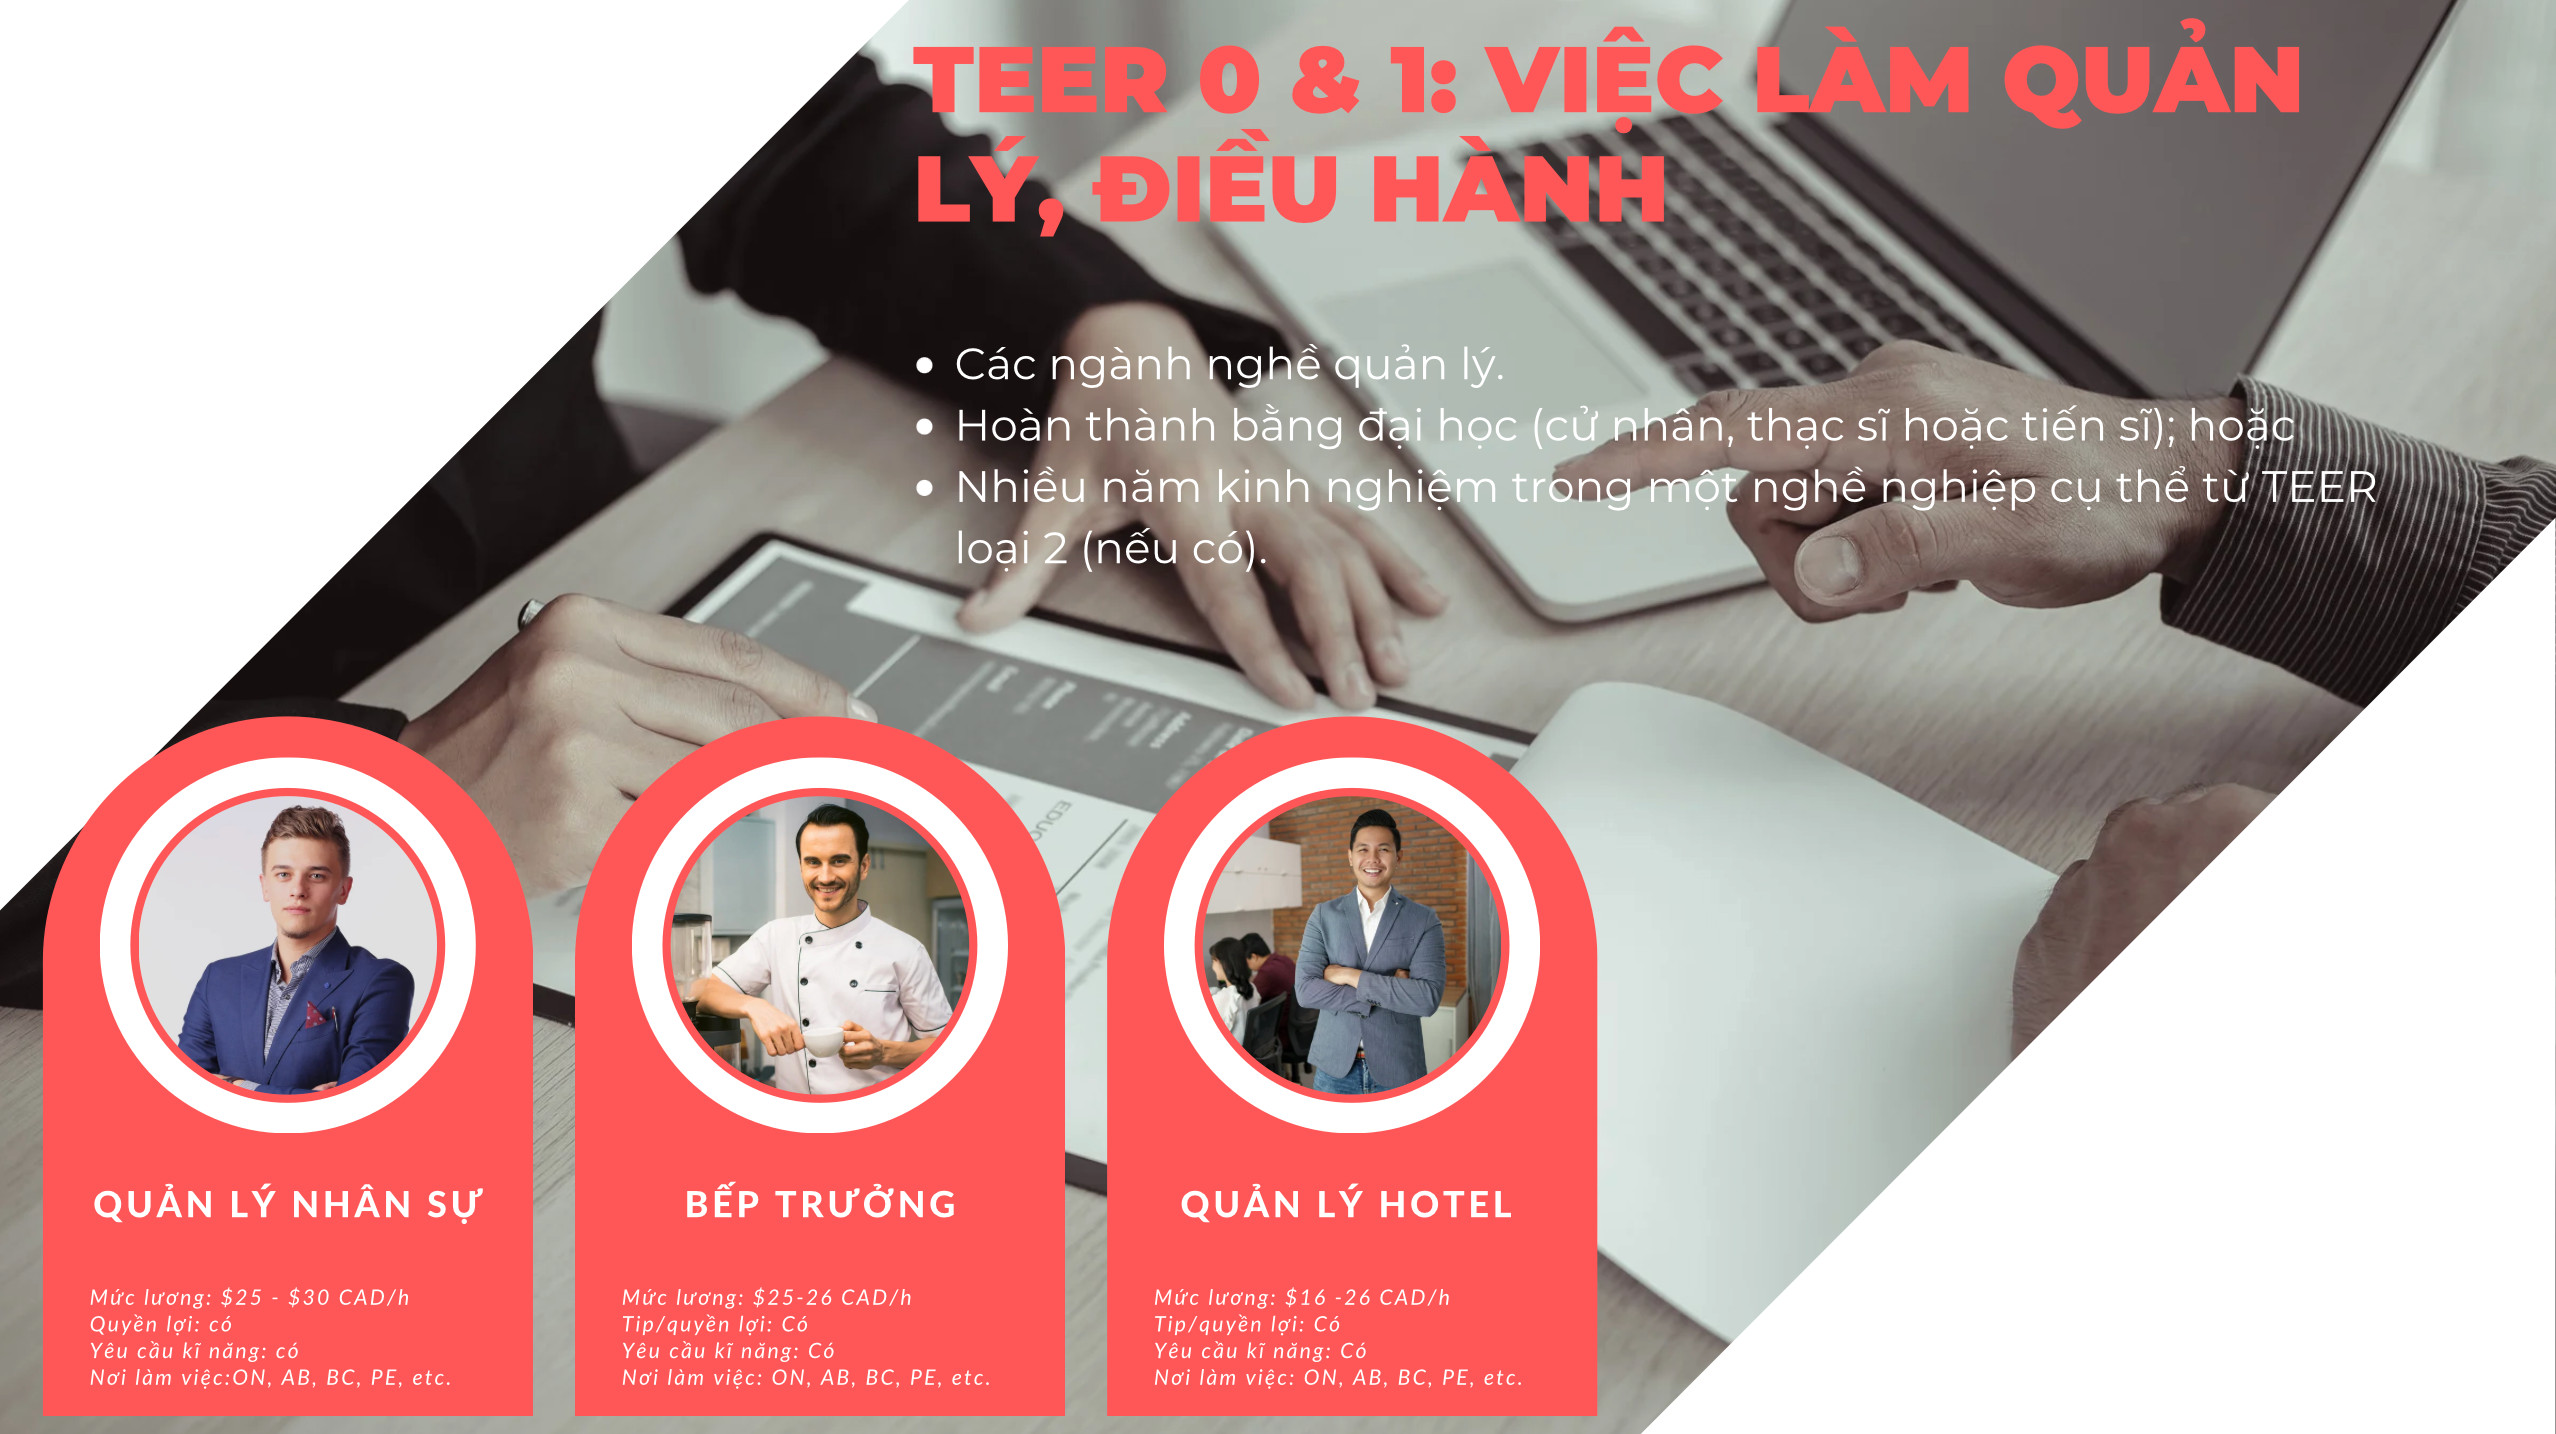 TEER 0 & 1: VIỆC LÀM QUẢN
LÝ, ĐIỀU HÀNH
• Các ngành nghề quản lý.
• Hoàn thành bằng đại học (cử nhân, thạc sĩ hoặc tiến sĩ); hoặc
• Nhiều năm kinh nghiệm trong một nghề nghiệp cụ thể từ TEER
loại 2 (nếu có).
QUẢN LÝ NHÂN SỰ
Mức lương: $25 - $30 CAD/h
Quyền lợi: có
Yêu cầu kĩ năng: có
Nơi làm việc:ON, AB, BC, PE, etc.
BẾP TRƯỞNG
Mức lương: $25-26 CAD/h
Tip/quyền lợi: Có
Yêu cầu kĩ năng: Có
Nơi làm việc: ON, AB, BC, PE, etc.
QUẢN LÝ HOTEL
Mức lương: $16 -26 CAD/h
Tip/quyền lợi: Có
Yêu cầu kĩ năng: Có
Nơi làm việc: ON, AB, BC, PE, etc.